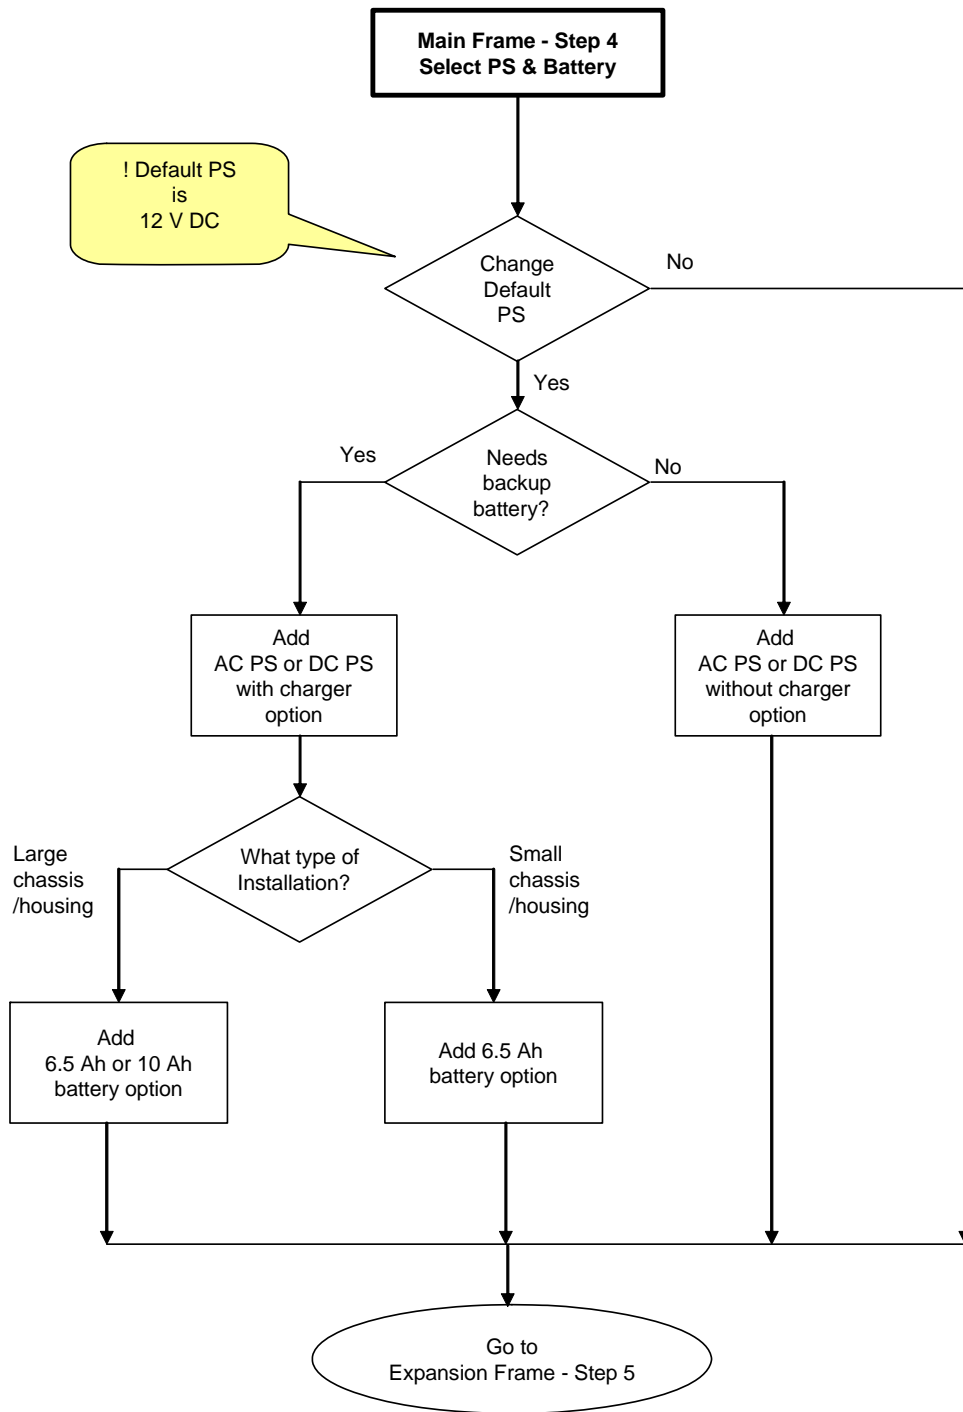 Main Frame - Step 4
Select PS & Battery
! Default PS
is
12 V DC
Change
Default
PS
No
Yes
Yes
Needs
backup
battery?
No
Add
AC PS or DC PS
with charger
option
Add
AC PS or DC PS
without charger
option
Large
chassis
/housing
What type of
Installation?
Small
chassis
/housing
Add
6.5 Ah or 10 Ah
battery option
Add 6.5 Ah
battery option
Go to
Expansion Frame - Step 5